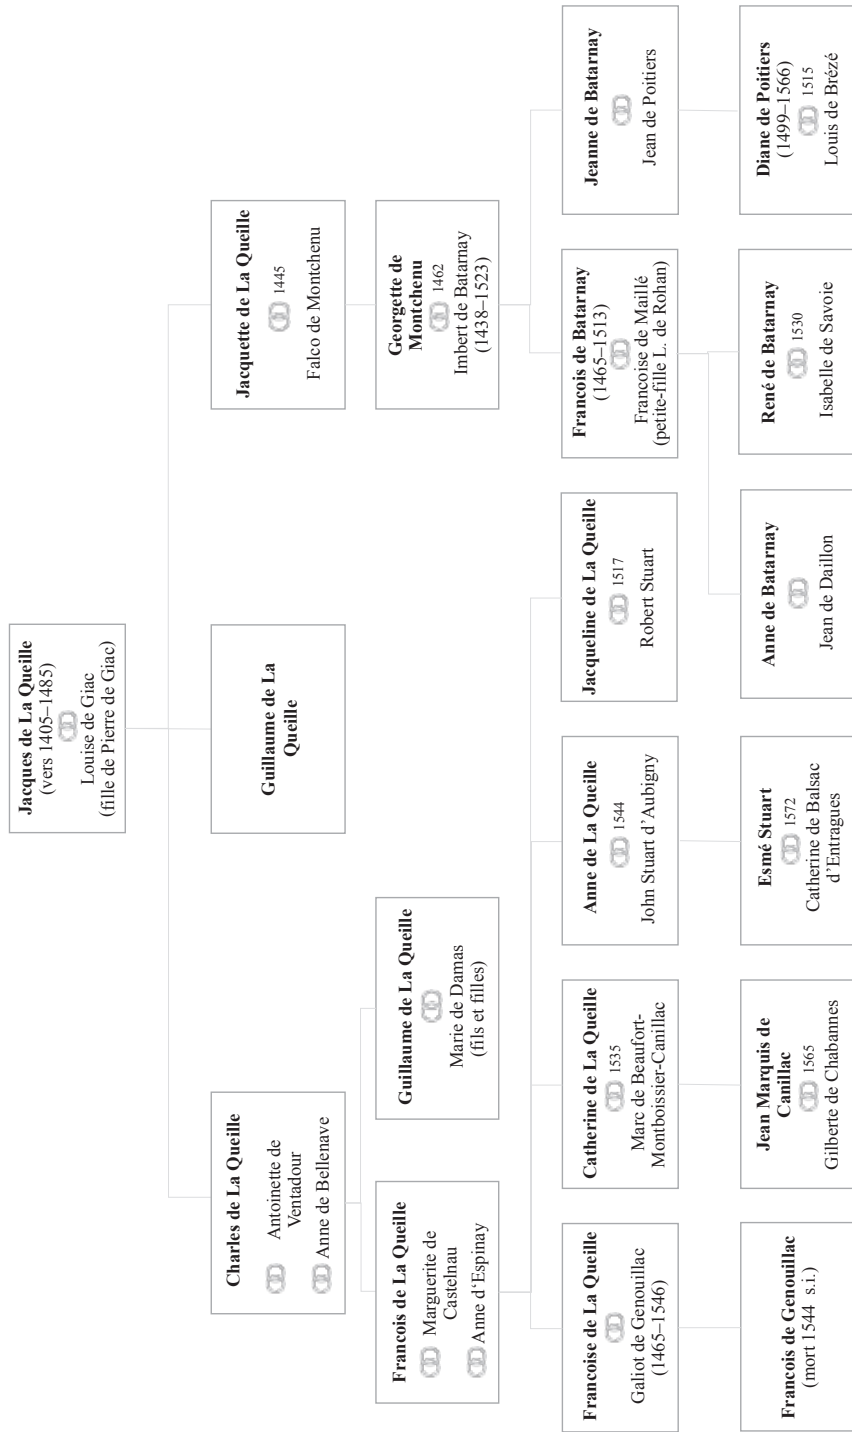 Jacques de La Queille
(vers 1405–1485)
Louise de Giac
(fille de Pierre de Giac)
Charles de La Queille
Antoinette de
Ventadour
Anne de Bellenave
Guillaume de La
Queille
Jacquette de La Queille
1445
Falco de Montchenu
Francois de La Queille
Marguerite de
Castelnau
Anne d‘Espinay
Guillaume de La Queille
Marie de Damas
(fils et filles)
Georgette de
Montchenu
1462
Imbert de Batarnay
(1438–1523)
Francoise de La Queille
Galiot de Genouillac
(1465–1546)
Catherine de La Queille
1535
Marc de Beaufort-
Montboissier-Canillac
Anne de La Queille
1544
John Stuart d’Aubigny
Jacqueline de La Queille
1517
Robert Stuart
Francois de Batarnay
(1465–1513)
Francoise de Maillé
(petite-fille L. de Rohan)
Jeanne de Batarnay
Jean de Poitiers
Francois de Genouillac
(mort 1544 s.i.)
Jean Marquis de
Canillac
1565
Gilberte de Chabannes
Esmé Stuart
1572
Catherine de Balsac
d’Entragues
Anne de Batarnay
Jean de Daillon
René de Batarnay
1530
Isabelle de Savoie
Diane de Poitiers
(1499–1566)
1515
Louis de Brézé